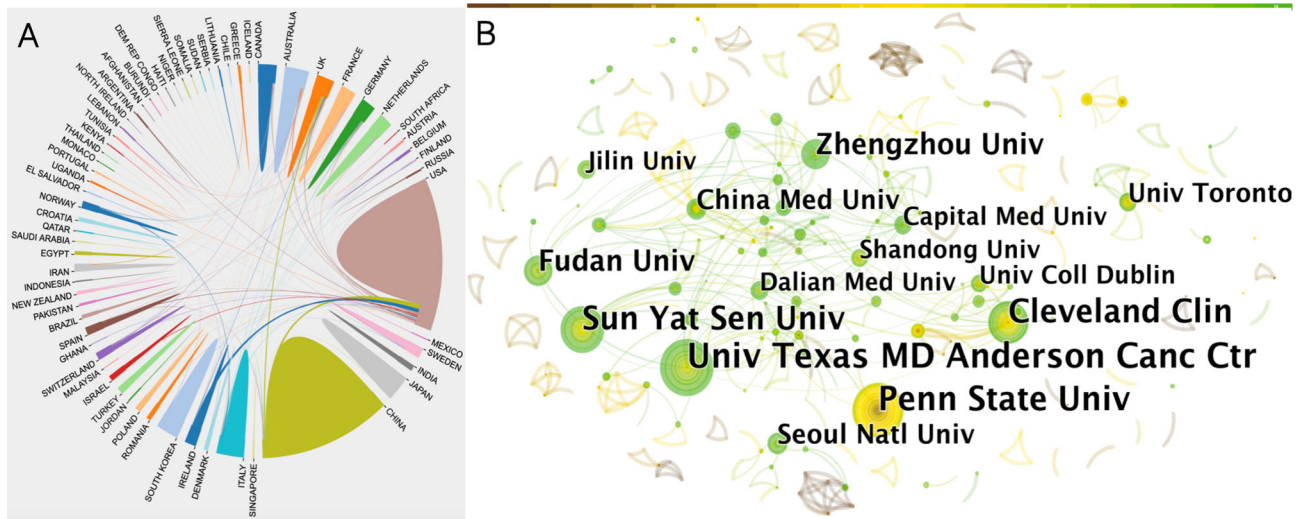 A
DEM REP CONGO
SIERRA LEONE
SOMALIA
SUDAN
SERBIA
LITHUANIA
CHILE
GREECE
ICELAND
CANADA
AUSTRALIA
UK
FRANCE
GERMANY
NETHERLANDS
SOUTH AFRICA
AUSTRIA
BELGIUM
FINLAND
RUSSIA
USA
MEXICO
SWEDEN
INDIA
JAPAN
CHINA
SINGAPORE
ITALY
DENMARK
IRELAND
SOUTH KOREA
ROMANIA
POLAND
JORDAN
TURKEY
ISRAEL
MALAYSIA
SWITZERLAND
GHANA
SPAIN
BRAZIL
PAKISTAN
NEW ZEALAND
INDONESIA
IRAN
EGYPT
SAUDI ARABIA
QATAR
CROATIA
NORWAY
EL SALVADOR
UGANDA
PORTUGAL
MONACO
THAILAND
KENYA
TUNISIA
LEBANON
NORTH IRELAND
ARGENTINA
AFGHANISTAN
BURUNDI
HAITI
NIGER
B
Zhengzhou Univ
Jilin Univ
China Med Univ
Univ Toronto
Capital Med Univ
Shandong Univ
Fudan Univ
Dalian Med Univ
Univ Coll Dublin
Sun Yat Sen Univ
Cleveland Clin
Univ Texas MD Anderson Canc Ctr
Penn State Univ
Seoul Natl Univ